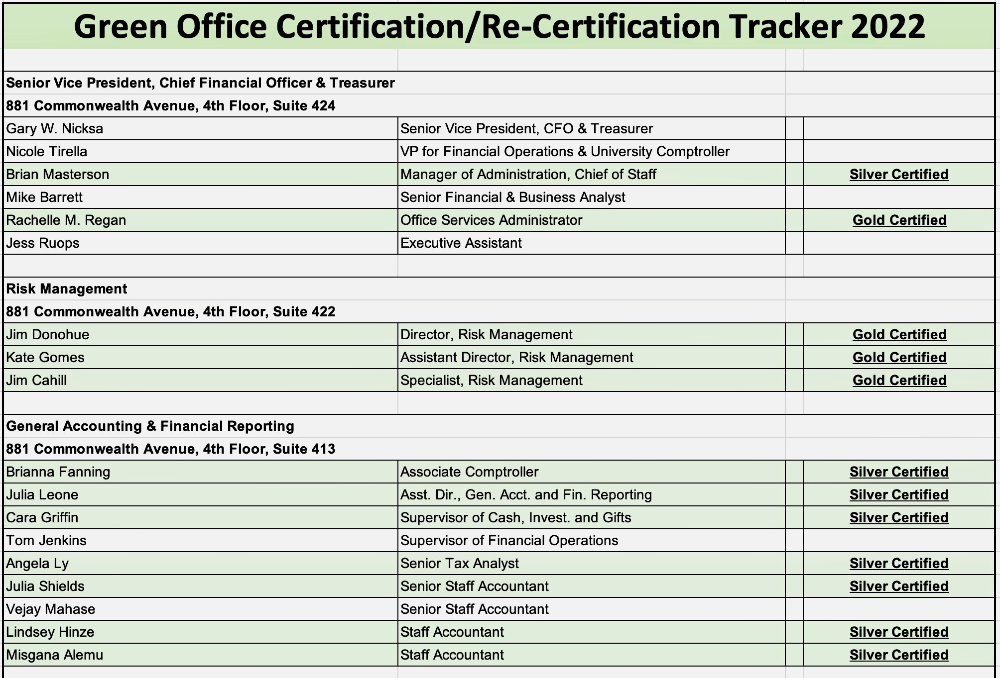 Green Office Certification/Re-Certification Tracker 2022
Senior Vice President, Chief Financial Officer & Treasurer
881 Commonwealth Avenue, 4th Floor, Suite 424
Gary W. Nicksa Senior Vice President, CFO & Treasurer
Nicole Tirella VP for Financial Operations & University Comptroller
Brian Masterson Manager of Administration, Chief of Staff Silver Certified
Mike Barrett Senior Financial & Business Analyst
Rachelle M. Regan Office Services Administrator Gold Certified
Jess Ruops Executive Assistant
Risk Management
881 Commonwealth Avenue, 4th Floor, Suite 422
Jim Donohue Director, Risk Management Gold Certified
Kate Gomes Assistant Director, Risk Management Gold Certified
Jim Cahill Specialist, Risk Management Gold Certified
General Accounting & Financial Reporting
881 Commonwealth Avenue, 4th Floor, Suite 413
Brianna Fanning Associate Comptroller Silver Certified
Julia Leone Asst. Dir., Gen. Acct. and Fin. Reporting Silver Certified
Cara Griffin Supervisor of Cash, Invest. and Gifts Silver Certified
Tom Jenkins Supervisor of Financial Operations
Angela Ly Senior Tax Analyst Silver Certified
Julia Shields Senior Staff Accountant Silver Certified
Vejay Mahase Senior Staff Accountant
Lindsey Hinze Staff Accountant Silver Certified
Misgana Alemu Staff Accountant Silver Certified